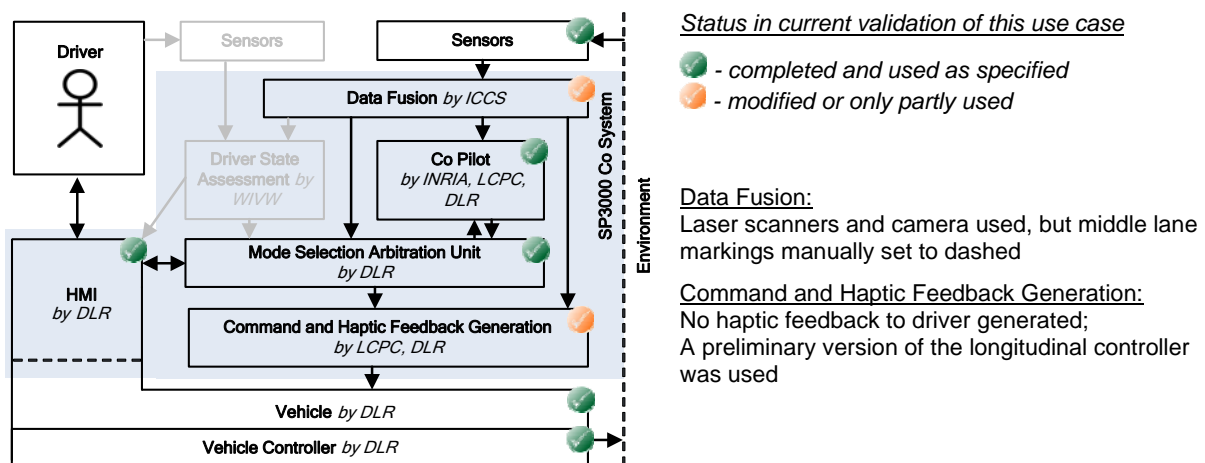 Driver
Sensors
Sensors
Data Fusion by ICCS
Driver State
Assessment by
WIVW
Co Pilot
by INRIA, LCPC,
DLR
Mode Selection Arbitration Unit
by DLR
HMI
by DLR
Command and Haptic Feedback Generation
by LCPC, DLR
Vehicle by DLR
Vehicle Controller by DLR
SP3000 Co System
Environment
Status in current validation of this use case
- completed and used as specified
- modified or only partly used
Data Fusion:
Laser scanners and camera used, but middle lane
markings manually set to dashed
Command and Haptic Feedback Generation:
No haptic feedback to driver generated;
A preliminary version of the longitudinal controller
was used